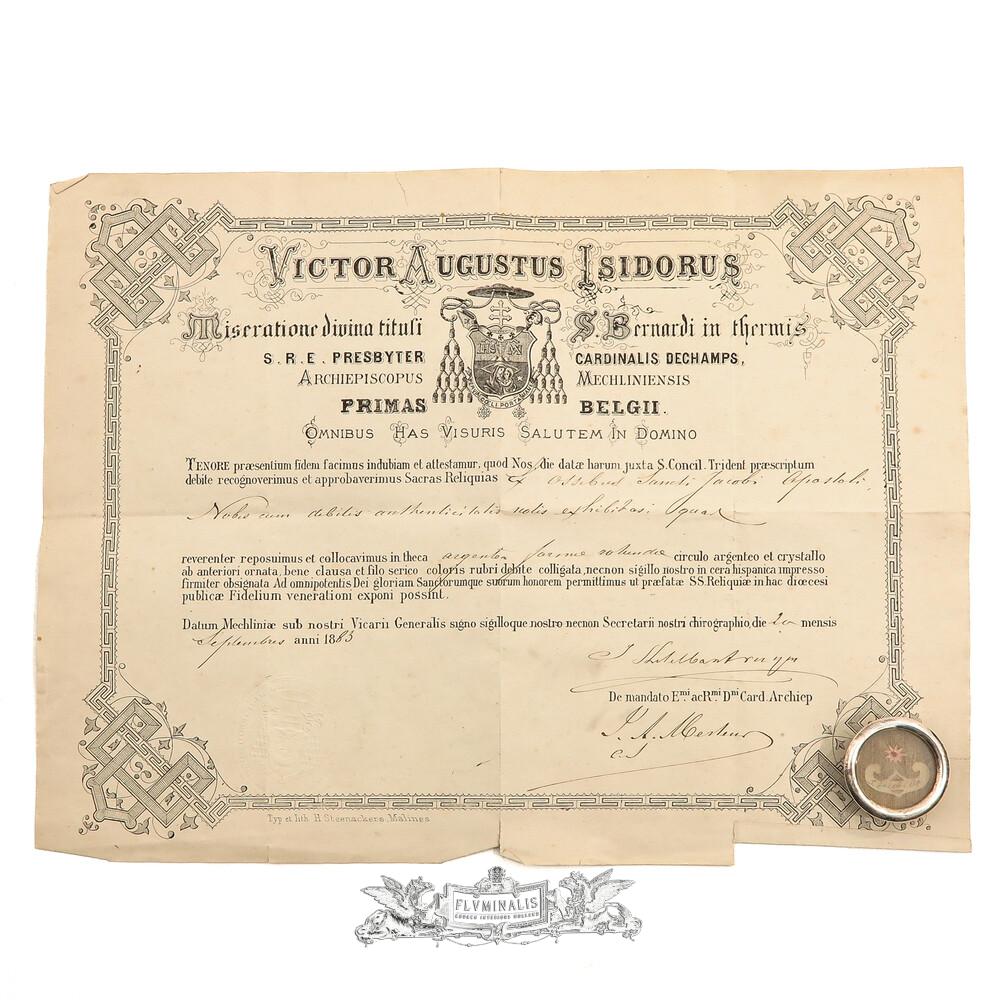 VICTOR AUGUSTUS ISIDORUS
Miseratione divina tituli S. Bernardi in thermis
S.R.E. PRESBYTER CARDINALIS DECHAMPS,
ARCHIEPISCOPUS MECHLINIENSIS
PRIMAS BELGII.
OMNIBUS HAS VISURIS SALUTEM IN DOMINO
TENORE præsentium fidem facimus indubiam et attestamur, quod Nos, die datæ harum juxta S. Concil. Trident præscriptum
debite recognoverimus et approbaverimus Sacras Reliquias Ex Ossibus Sancti Jacobi Apostoli.
Nobis cum debitis authenticitatis notis exhibitas; quas
reverenter reposuimus et collocavimus in theca argentea formæ rotundæ circulo argenteo et crystallo
ab anteriori ornata, bene clausa et filo serico coloris rubri debite colligata, necnon sigillo nostro in cera hispanica impresso
firmiter obsignata Ad omnipotentis Dei gloriam Sanctorumque suorum honorem permittimus ut præfatæ SS. Reliquiæ in hac diœcesi
publicæ Fidelium venerationi exponi possint.
Datum Mechliniæ sub nostri Vicarii Generalis signo sigilloque nostro necnon Secretarii nostri chirographio, die 20 mensis
Septembris anni 1883
De mandato Emi ac Rmi Dni Card. Archiep
Typ et Lith H. Steenackers, Malines
FLVMINALIS
CHURCH INTERIORS HOLLAND